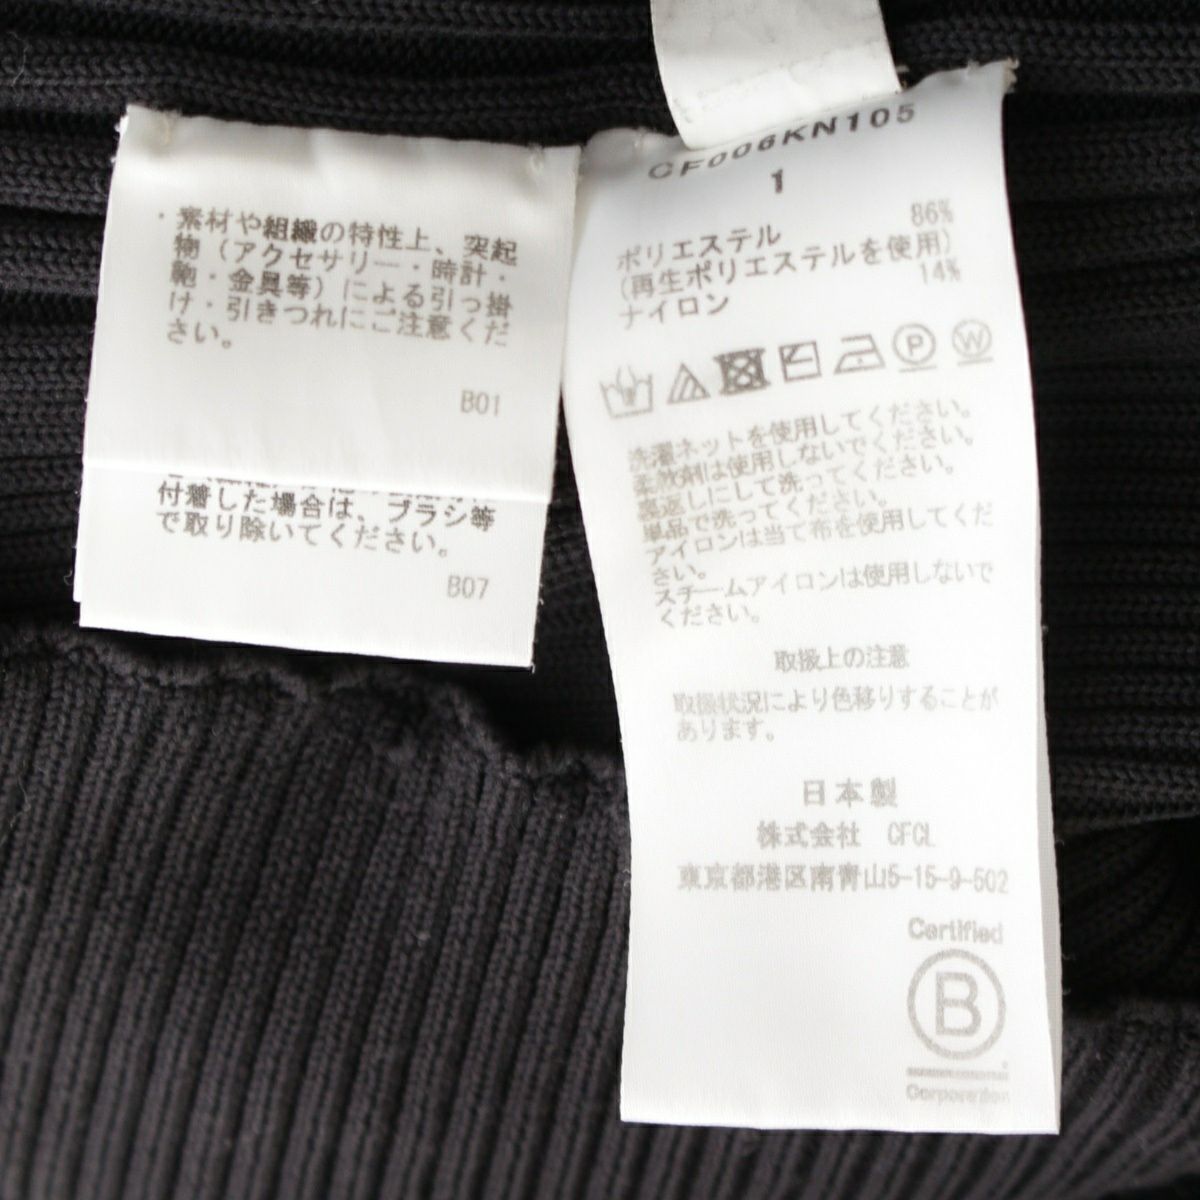 ・素材や組織の特性上、突起
物（アクセサリー・時計・
鞄・金具等）による引っ掛
け・引きつれにご注意くだ
さい。
B01
付着した場合は、ブラシ等
で取り除いてください。
B07
CF006KN105
1
86%
ポリエステル
(再生ポリエステルを使用)
14%
ナイロン
P
W
洗濯ネットを使用してください。
柔軟剤は使用しないでください。
裏返しにして洗ってください。
単品で洗ってください。
アイロンは当て布を使用してくだ
さい。
スチームアイロンは使用しないで
ください。
取扱上の注意
取扱状況により色移りすることが
あります。
日本製
株式会社 CFCL
東京都港区南青山5-15-9-502
Certified
B
Corporation